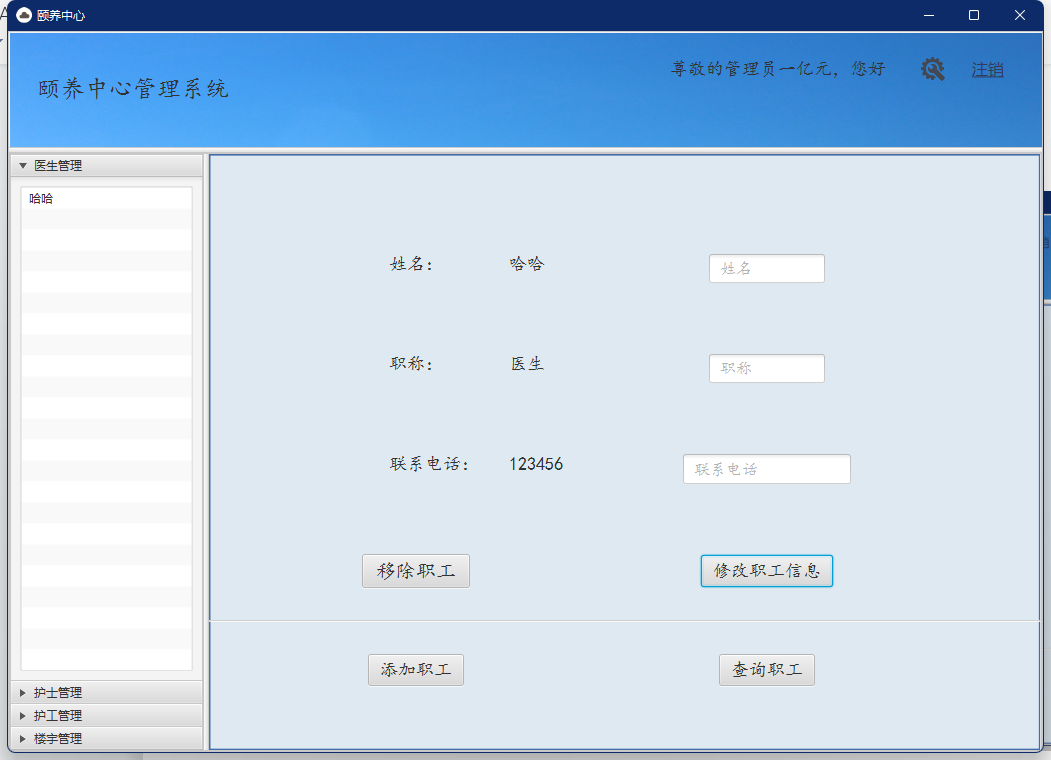 颐养中心
颐养中心管理系统
尊敬的管理员一亿元，您好
注销
医生管理
哈哈
姓名： 哈哈 姓名
职称： 医生 职称
联系电话： 123456 联系电话
移除职工 修改职工信息
添加职工 查询职工
护士管理
护工管理
楼宇管理